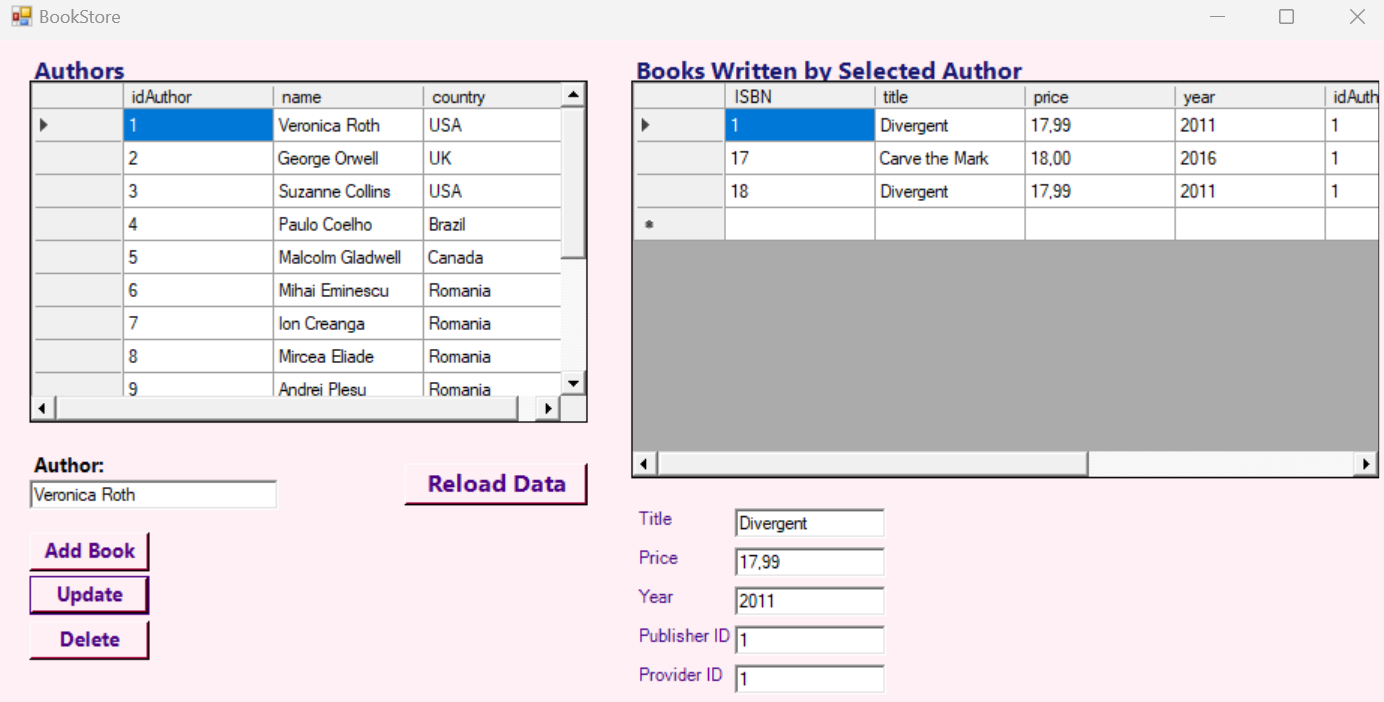 BookStore
Authors
idAuthor name country
1 Veronica Roth USA
2 George Orwell UK
3 Suzanne Collins USA
4 Paulo Coelho Brazil
5 Malcolm Gladwell Canada
6 Mihai Eminescu Romania
7 Ion Creanga Romania
8 Mircea Eliade Romania
9 Andrei Plesu Romania
Author:
Veronica Roth
Reload Data
Add Book
Update
Delete
Books Written by Selected Author
ISBN title price year idAuth
1 Divergent 17,99 2011 1
17 Carve the Mark 18,00 2016 1
18 Divergent 17,99 2011 1
*
Title Divergent
Price 17,99
Year 2011
Publisher ID 1
Provider ID 1